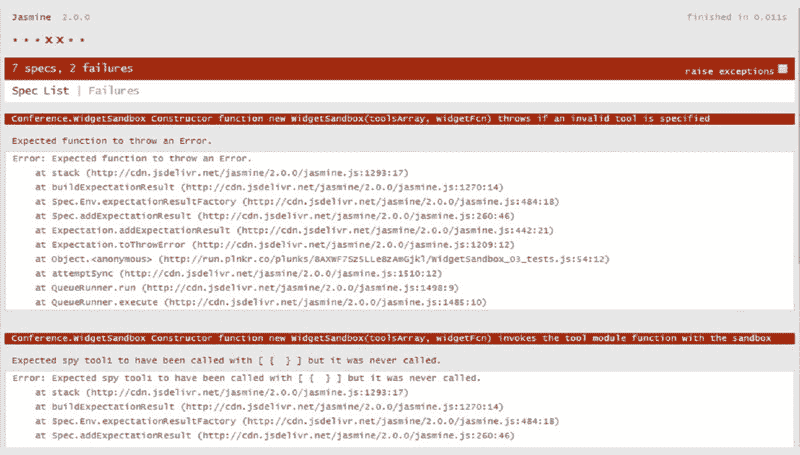 Jasmine 2.0.0
finished in 0.011s
• • • X X • •
7 specs, 2 failures
raise exceptions
Spec List | Failures
Conference.WidgetSandbox Constructor function new WidgetSandbox(toolsArray, widgetFcn) throws if an invalid tool is specified
Expected function to throw an Error.
Error: Expected function to throw an Error.
at stack (http://cdn.jsdelivr.net/jasmine/2.0.0/jasmine.js:1293:17)
at buildExpectationResult (http://cdn.jsdelivr.net/jasmine/2.0.0/jasmine.js:1270:14)
at Spec.Env.expectationResultFactory (http://cdn.jsdelivr.net/jasmine/2.0.0/jasmine.js:484:18)
at Spec.addExpectationResult (http://cdn.jsdelivr.net/jasmine/2.0.0/jasmine.js:260:46)
at Expectation.addExpectationResult (http://cdn.jsdelivr.net/jasmine/2.0.0/jasmine.js:442:21)
at Expectation.toThrowError (http://cdn.jsdelivr.net/jasmine/2.0.0/jasmine.js:1209:12)
at Object.<anonymous> (http://run.plnkr.co/plunks/8AXWF7SzSLLe8zAmGjkl/WidgetSandbox_03_tests.js:54:12)
at attemptSync (http://cdn.jsdelivr.net/jasmine/2.0.0/jasmine.js:1510:12)
at QueueRunner.run (http://cdn.jsdelivr.net/jasmine/2.0.0/jasmine.js:1498:9)
at QueueRunner.execute (http://cdn.jsdelivr.net/jasmine/2.0.0/jasmine.js:1485:10)
Conference.WidgetSandbox Constructor function new WidgetSandbox(toolsArray, widgetFcn) invokes the tool module function with the sandbox
Expected spy tool1 to have been called with [ { } ] but it was never called.
Error: Expected spy tool1 to have been called with [ { } ] but it was never called.
at stack (http://cdn.jsdelivr.net/jasmine/2.0.0/jasmine.js:1293:17)
at buildExpectationResult (http://cdn.jsdelivr.net/jasmine/2.0.0/jasmine.js:1270:14)
at Spec.Env.expectationResultFactory (http://cdn.jsdelivr.net/jasmine/2.0.0/jasmine.js:484:18)
at Spec.addExpectationResult (http://cdn.jsdelivr.net/jasmine/2.0.0/jasmine.js:260:46)